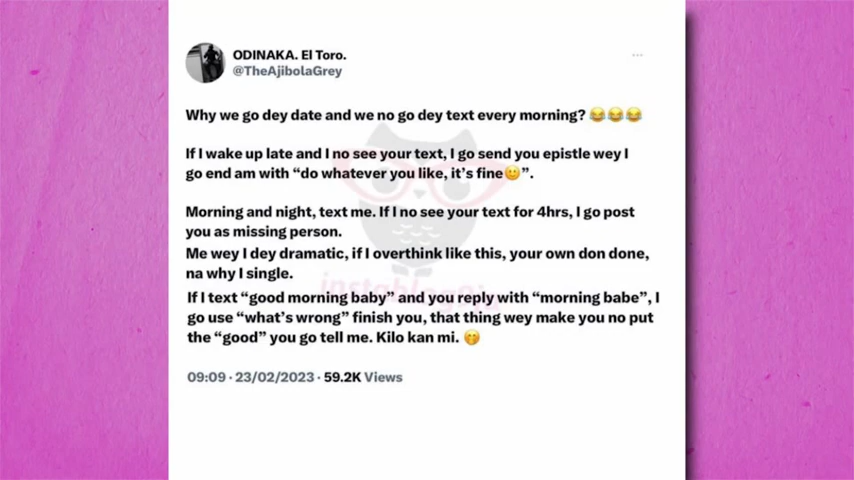 ODINAKA. El Toro.
@TheAjibolaGrey
Why we go dey date and we no go dey text every morning? 😂😂😂
If I wake up late and I no see your text, I go send you epistle wey I
go end am with “do whatever you like, it’s fine🙂”.
Morning and night, text me. If I no see your text for 4hrs, I go post
you as missing person.
Me wey I dey dramatic, if I overthink like this, your own don done,
na why I single.
If I text “good morning baby” and you reply with “morning babe”, I
go use “what’s wrong” finish you, that thing wey make you no put
the “good” you go tell me. Kilo kan mi. 🤭
09:09 · 23/02/2023 · 59.2K Views